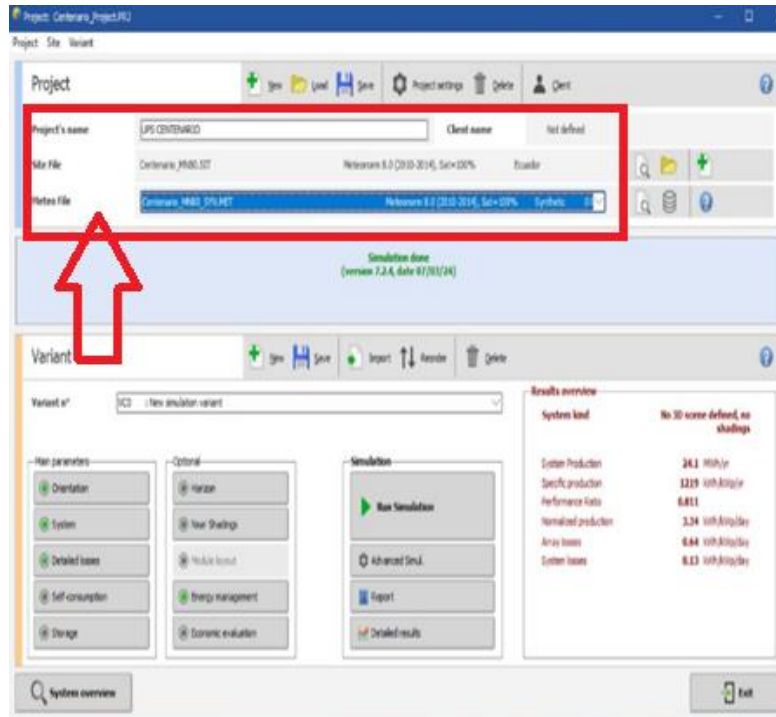 Project: Centenario_Project.PRJ
Project Site Variant
Project
New Load Save Project settings Delete Client
Project's name UPS CENTENARIO Client name Not defined
Site File Centenario_MN80.SIT Meteonorm 8.0 (2010-2014), Sat=100% Ecuador
Meteo File Centenario_MN80_SYN.MET Meteonorm 8.0 (2010-2014), Sat=100% Synthetic
Simulation done
(version 7.2.4, date 07/03/24)
Variant
New Save Import Reorder Delete
Variant n° VC0 : New simulation variant
Results overview
System kind No 3D scene defined, no
shadings
System Production 24.1 MWh/yr
Specific production 1219 kWh/kWp/yr
Performance Ratio 0.811
Normalized production 3.34 kWh/kWp/day
Array losses 0.64 kWh/kWp/day
System losses 0.13 kWh/kWp/day
Main parameters
Orientation
System
Detailed losses
Self-consumption
Storage
Optional
Horizon
Near Shadings
Module layout
Energy management
Economic evaluation
Simulation
Run Simulation
Advanced Simul.
Report
Detailed results
System overview
Exit